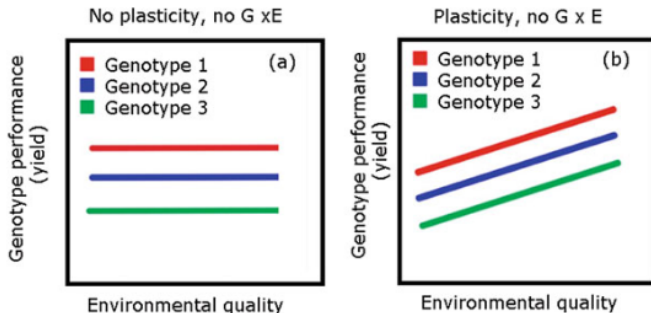 No plasticity, no G xE
(a)
Genotype 1
Genotype 2
Genotype 3
Genotype performance
(yield)
Environmental quality
Plasticity, no G x E
(b)
Genotype 1
Genotype 2
Genotype 3
Genotype performance
(yield)
Environmental quality